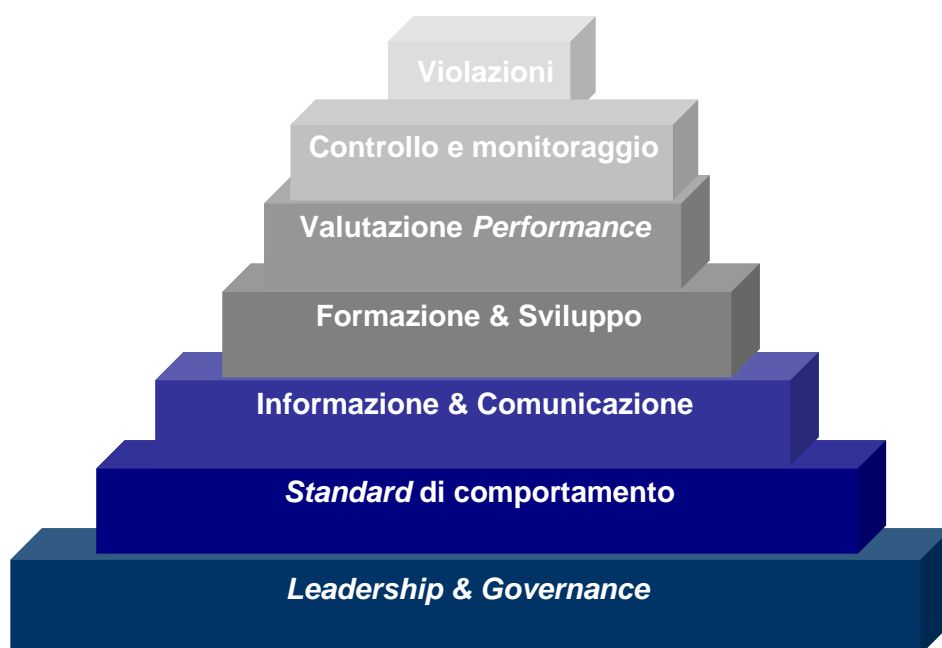 Violazioni
Controllo e monitoraggio
Valutazione Performance
Formazione & Sviluppo
Informazione & Comunicazione
Standard di comportamento
Leadership & Governance